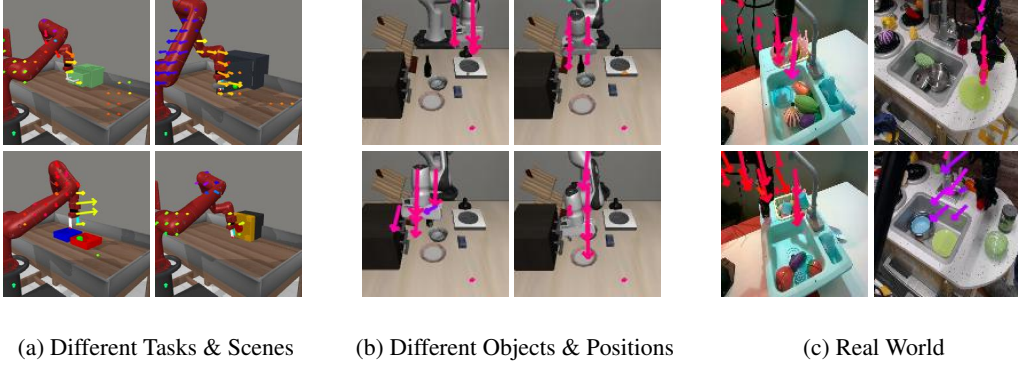 (a) Different Tasks & Scenes
(b) Different Objects & Positions
(c) Real World